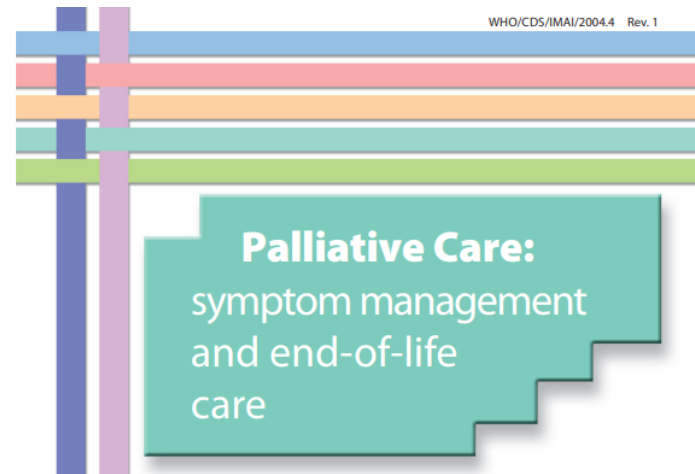 WHO/CDS/IMAI/2004.4 Rev. 1
Palliative Care:
symptom management
and end-of-life
care